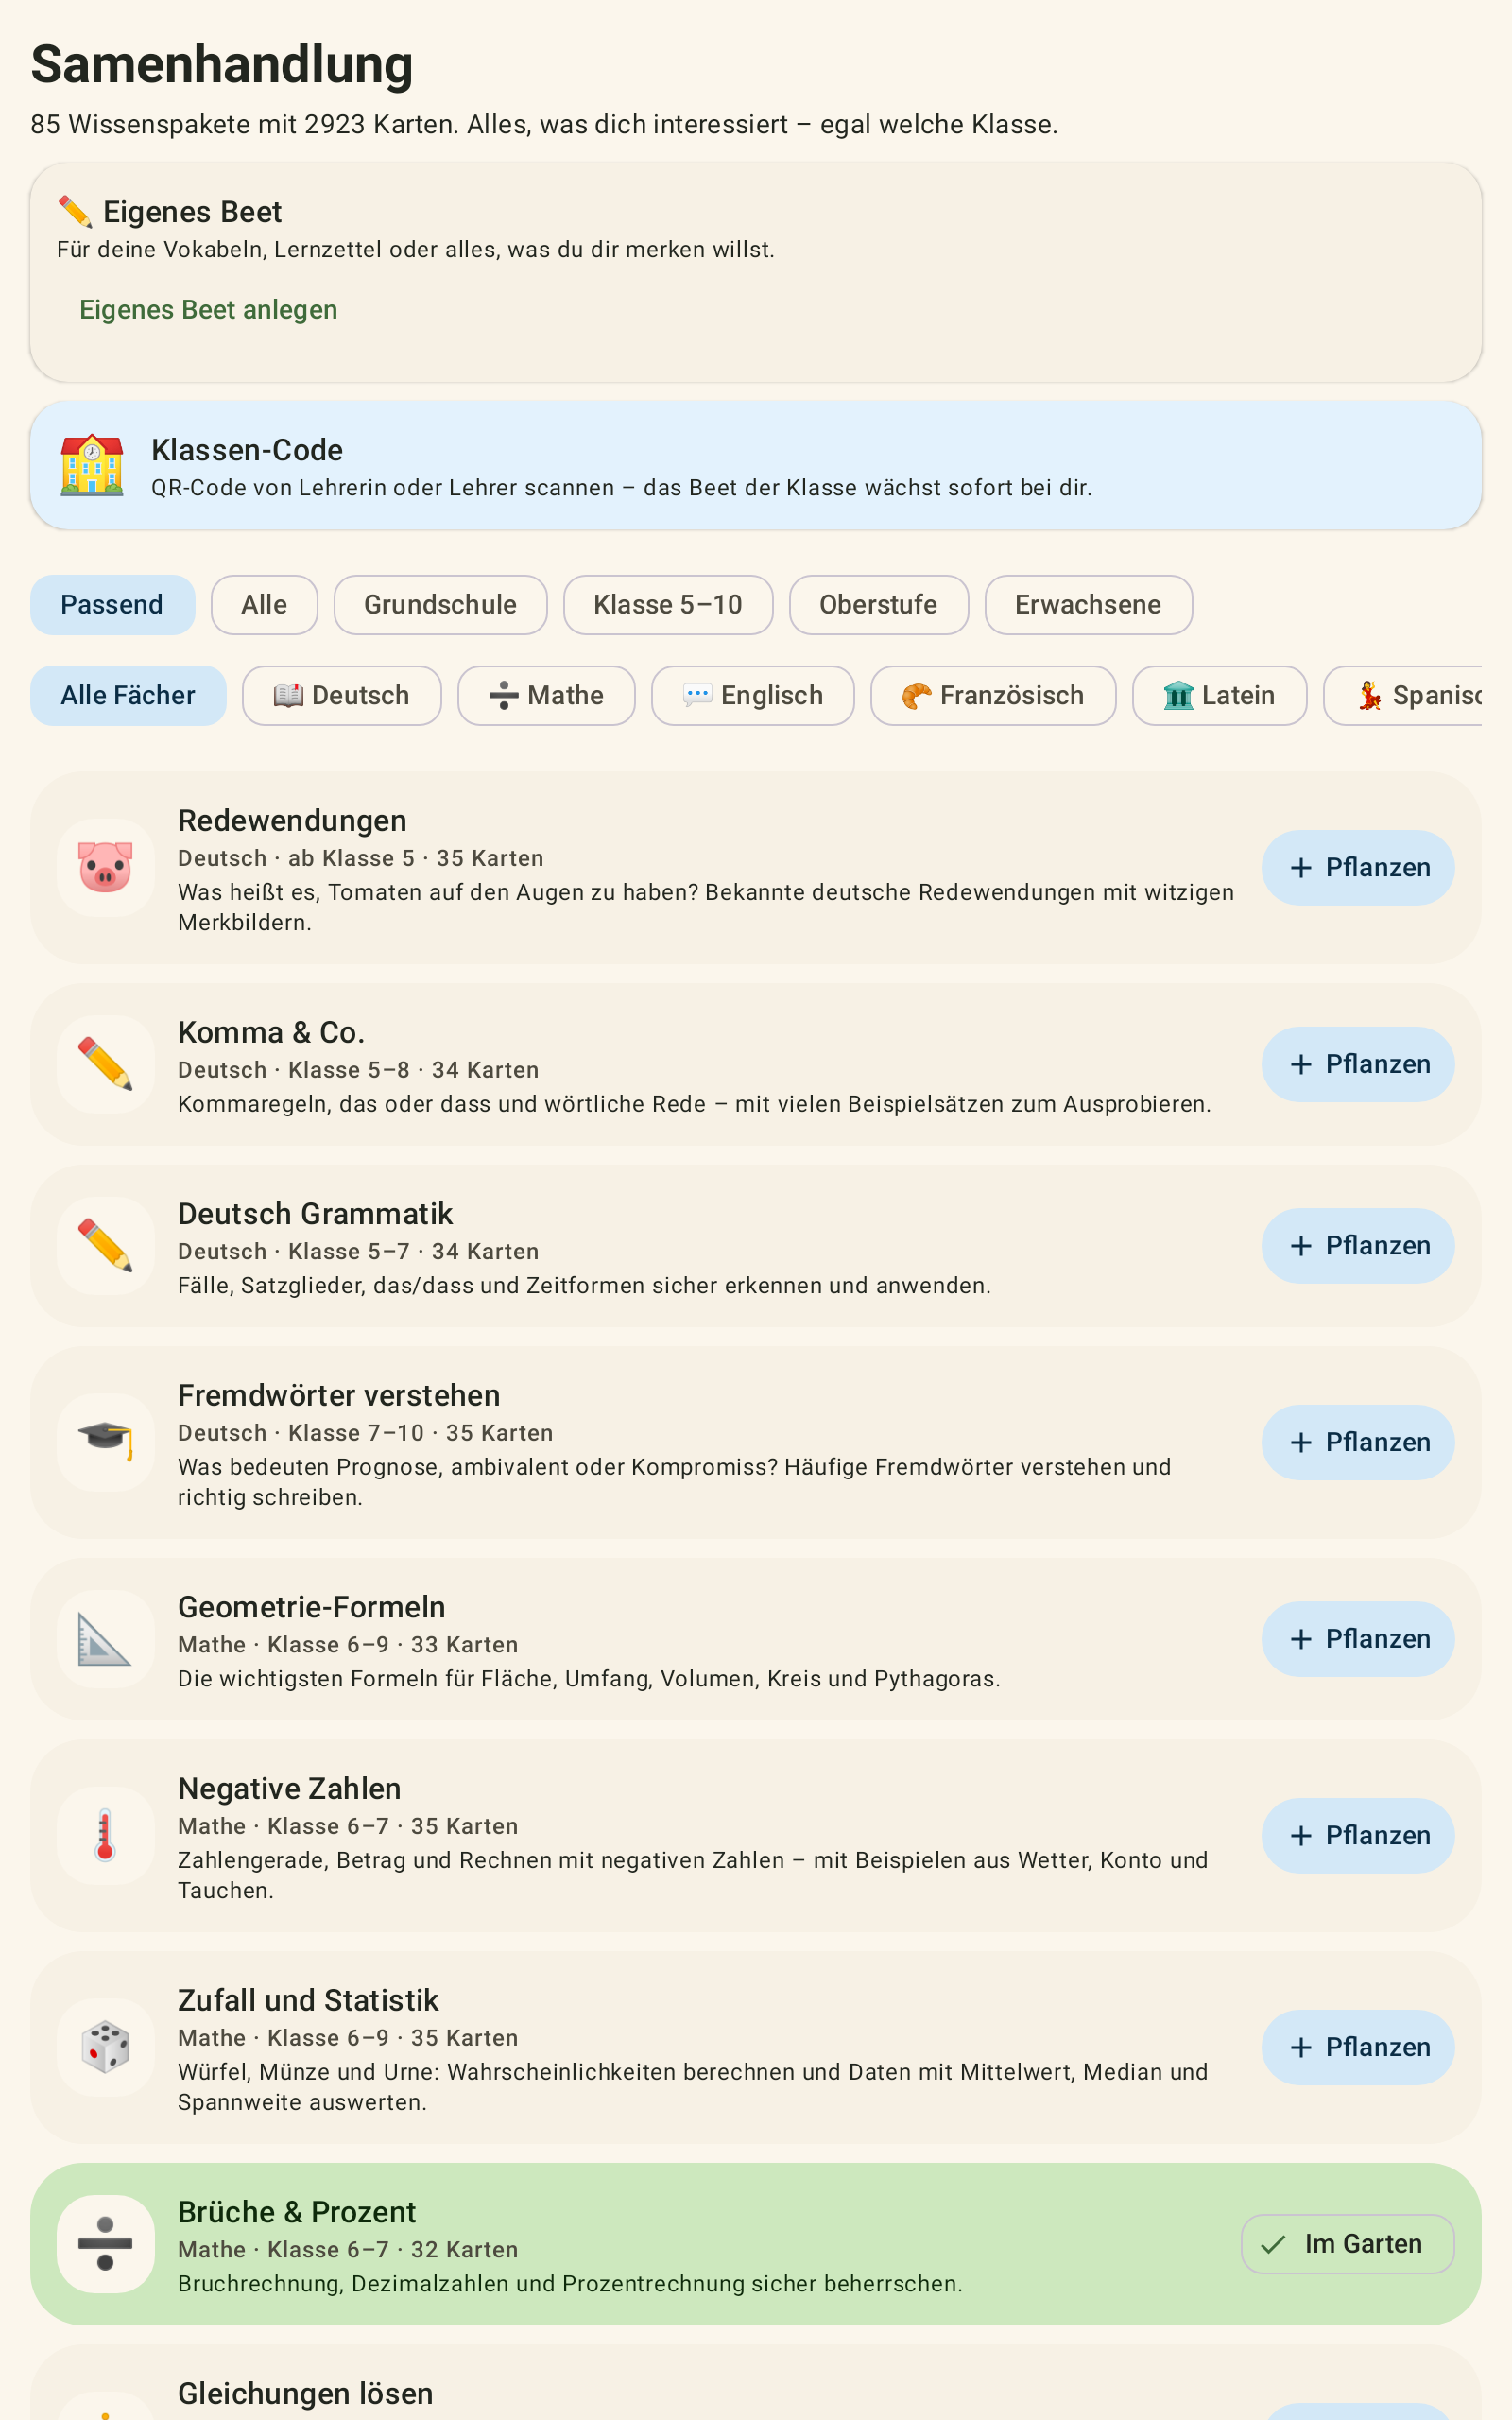 Samenhandlung
85 Wissenspakete mit 2923 Karten. Alles, was dich interessiert – egal welche Klasse.
Eigenes Beet
Für deine Vokabeln, Lernzettel oder alles, was du dir merken willst.
Eigenes Beet anlegen
Klassen-Code
QR-Code von Lehrerin oder Lehrer scannen – das Beet der Klasse wächst sofort bei dir.
Passend Alle Grundschule Klasse 5–10 Oberstufe Erwachsene
Alle Fächer Deutsch Mathe Englisch Französisch Latein Spanisc
Redewendungen
Deutsch · ab Klasse 5 · 35 Karten
Was heißt es, Tomaten auf den Augen zu haben? Bekannte deutsche Redewendungen mit witzigen
Merkbildern.
+ Pflanzen
Komma & Co.
Deutsch · Klasse 5–8 · 34 Karten
Kommaregeln, das oder dass und wörtliche Rede – mit vielen Beispielsätzen zum Ausprobieren.
+ Pflanzen
Deutsch Grammatik
Deutsch · Klasse 5–7 · 34 Karten
Fälle, Satzglieder, das/dass und Zeitformen sicher erkennen und anwenden.
+ Pflanzen
Fremdwörter verstehen
Deutsch · Klasse 7–10 · 35 Karten
Was bedeuten Prognose, ambivalent oder Kompromiss? Häufige Fremdwörter verstehen und
richtig schreiben.
+ Pflanzen
Geometrie-Formeln
Mathe · Klasse 6–9 · 33 Karten
Die wichtigsten Formeln für Fläche, Umfang, Volumen, Kreis und Pythagoras.
+ Pflanzen
Negative Zahlen
Mathe · Klasse 6–7 · 35 Karten
Zahlengerade, Betrag und Rechnen mit negativen Zahlen – mit Beispielen aus Wetter, Konto und
Tauchen.
+ Pflanzen
Zufall und Statistik
Mathe · Klasse 6–9 · 35 Karten
Würfel, Münze und Urne: Wahrscheinlichkeiten berechnen und Daten mit Mittelwert, Median und
Spannweite auswerten.
+ Pflanzen
Brüche & Prozent
Mathe · Klasse 6–7 · 32 Karten
Bruchrechnung, Dezimalzahlen und Prozentrechnung sicher beherrschen.
Im Garten
Gleichungen lösen